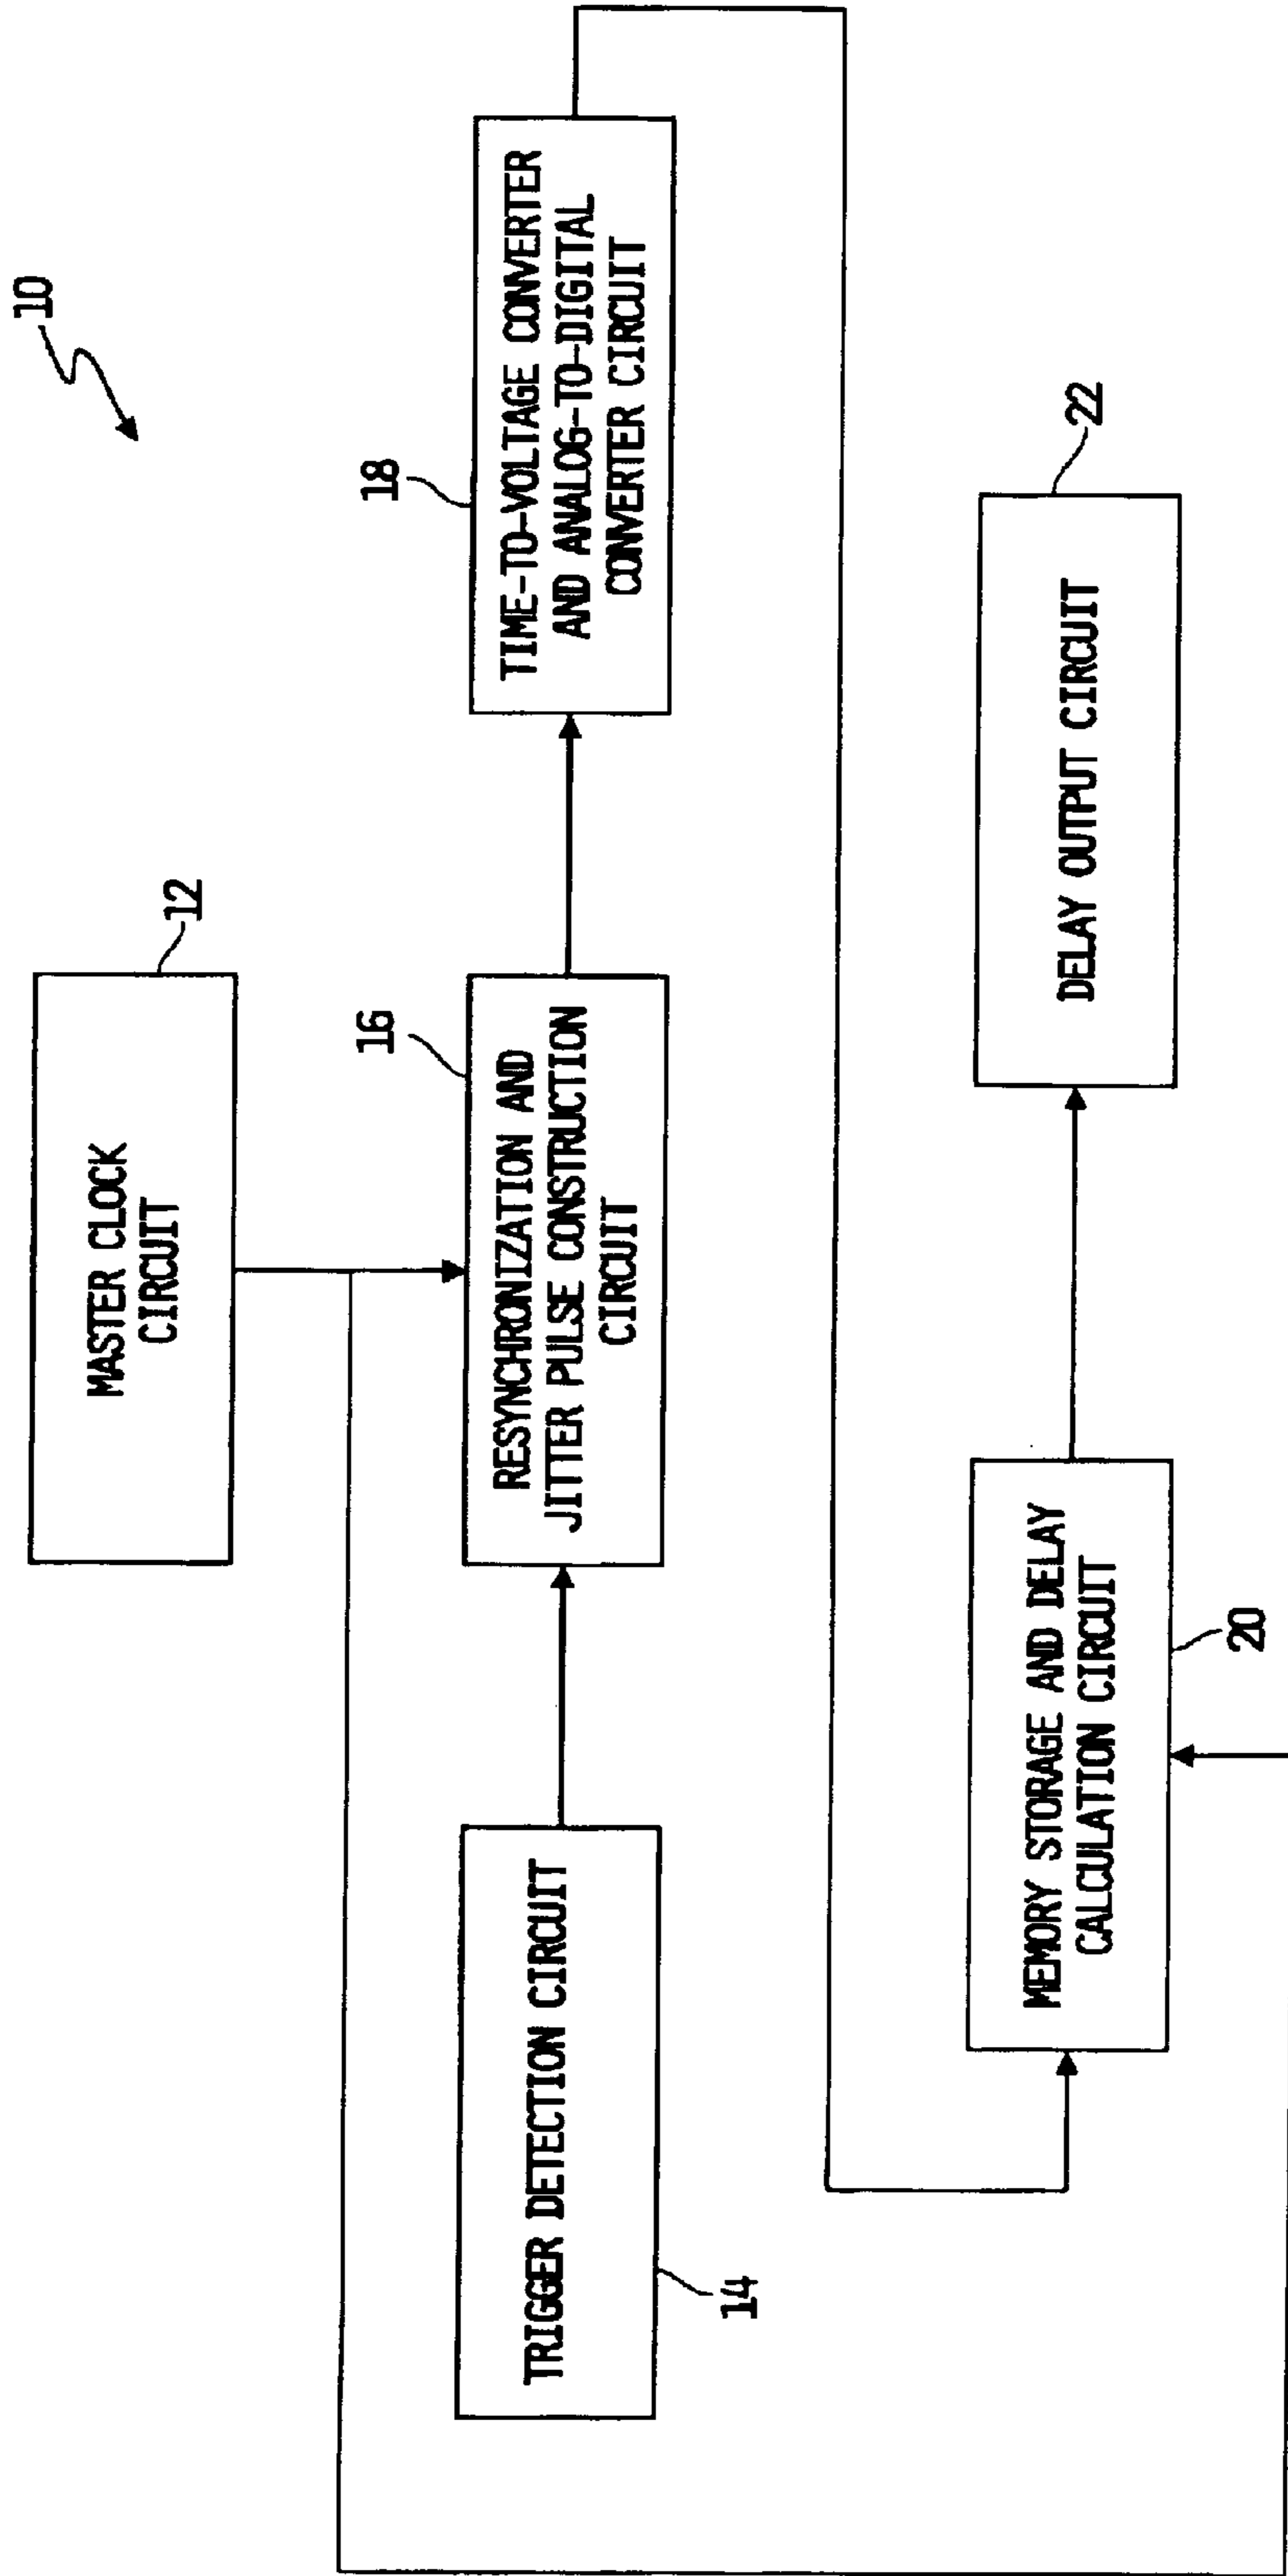 10
12
MASTER CLOCK
CIRCUIT
14
TRIGGER DETECTION CIRCUIT
16
RESYNCHRONIZATION AND
JITTER PULSE CONSTRUCTION
CIRCUIT
18
TIME-TO-VOLTAGE CONVERTER
AND ANALOG-TO-DIGITAL
CONVERTER CIRCUIT
MEMORY STORAGE AND DELAY
CALCULATION CIRCUIT
20
22
DELAY OUTPUT CIRCUIT